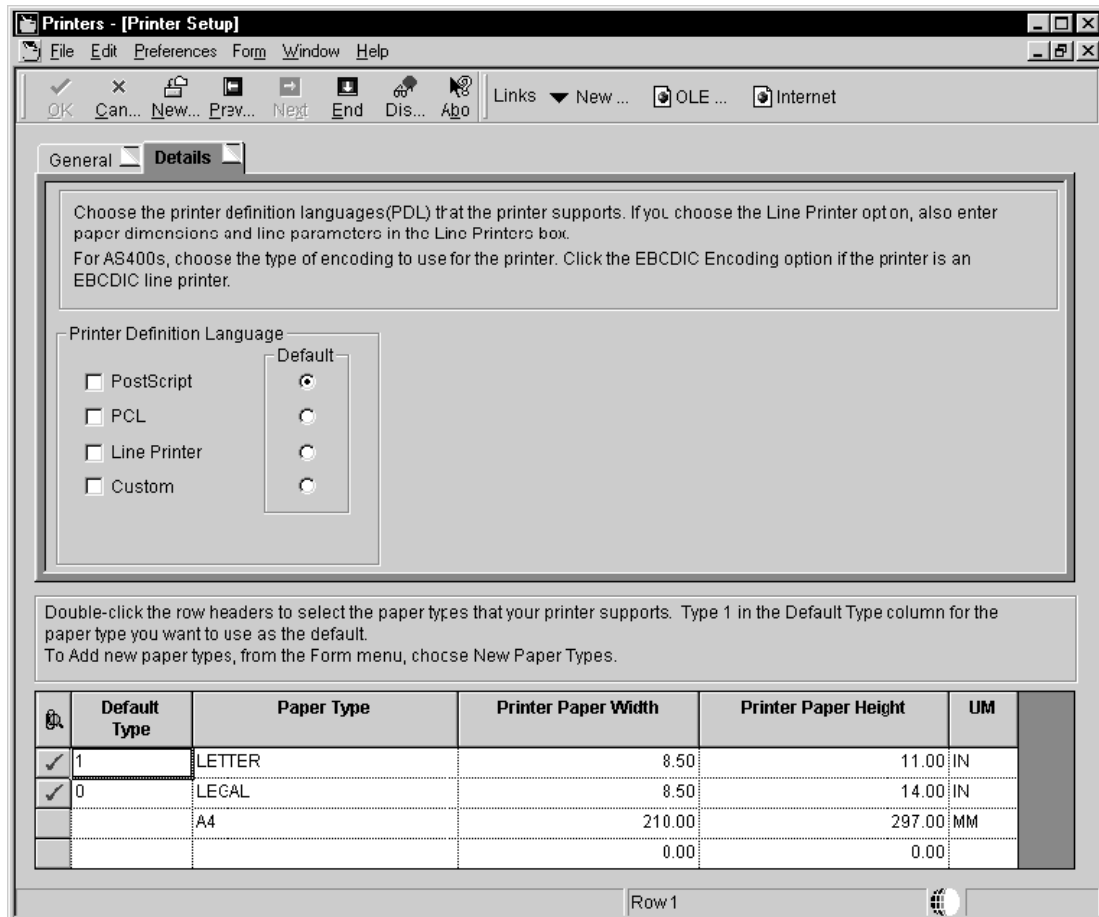 Printers - [Printer Setup]
File Edit Preferences Form Window Help
OK Can... New... Prev... Next End Dis... Abo Links New ... OLE ... Internet
General Details
Choose the printer definition languages(PDL) that the printer supports. If you choose the Line Printer option, also enter
paper dimensions and line parameters in the Line Printers box.
For AS400s, choose the type of encoding to use for the printer. Click the EBCDIC Encoding option if the printer is an
EBCDIC line printer.
Printer Definition Language
Default
PostScript
PCL
Line Printer
Custom
Double-click the row headers to select the paper types that your printer supports. Type 1 in the Default Type column for the
paper type you want to use as the default.
To Add new paper types, from the Form menu, choose New Paper Types.
Default Type Paper Type Printer Paper Width Printer Paper Height UM
1 LETTER 8.50 11.00 IN
0 LEGAL 8.50 14.00 IN
A4 210.00 297.00 MM
0.00 0.00
Row1